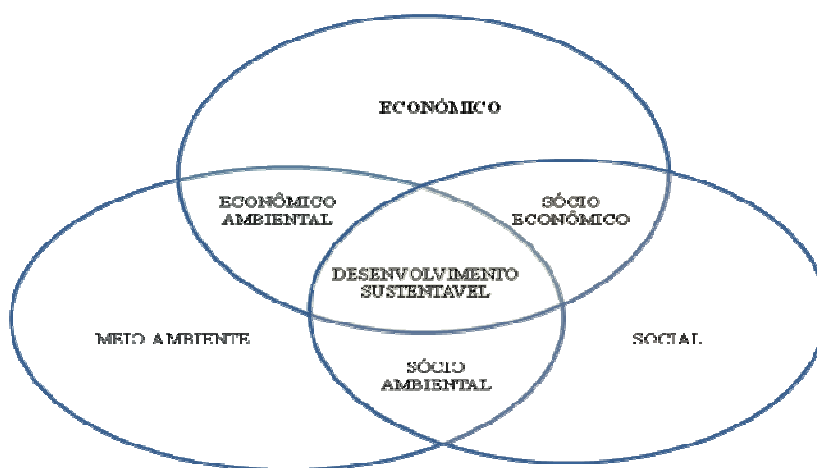 ECONÔMICO
ECONÔMICO
AMBIENTAL
SÓCIO
ECONÔMICO
DESENVOLVIMENTO
SUSTENTAVEL
MEIO AMBIENTE
SOCIAL
SÓCIO
AMBIENTAL